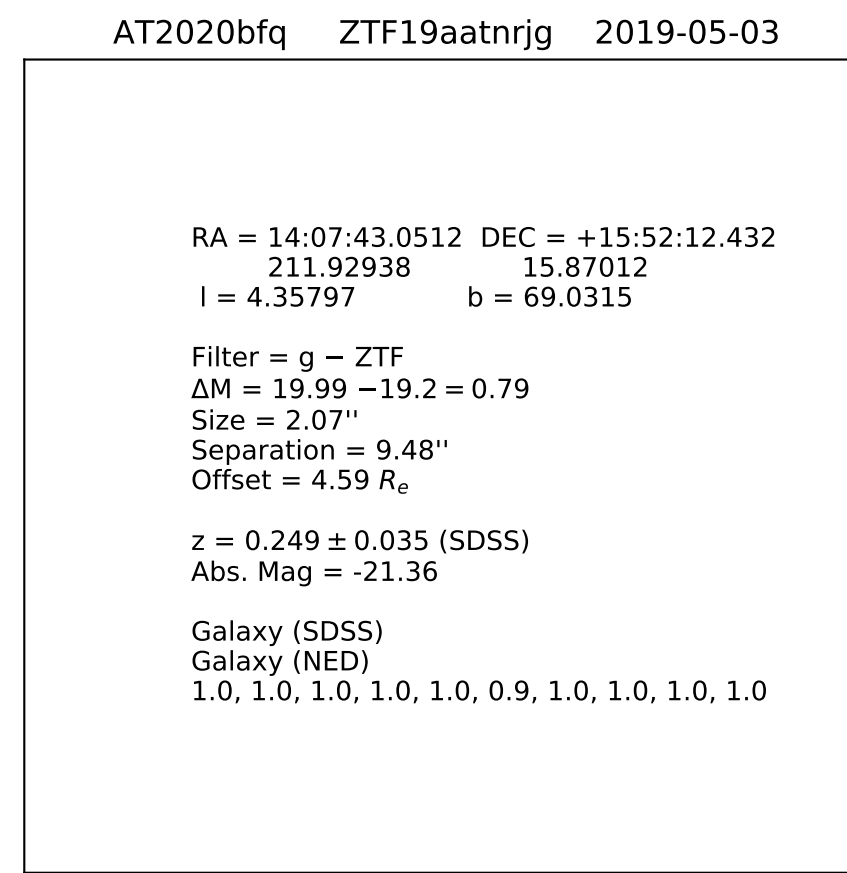 AT2020bfq ZTF19aatnrjg 2019-05-03
RA = 14:07:43.0512 DEC = +15:52:12.432
211.92938 15.87012
l = 4.35797 b = 69.0315
Filter = g − ZTF
ΔM = 19.99 −19.2 = 0.79
Size = 2.07''
Separation = 9.48''
Offset = 4.59 Re
z = 0.249 ± 0.035 (SDSS)
Abs. Mag = -21.36
Galaxy (SDSS)
Galaxy (NED)
1.0, 1.0, 1.0, 1.0, 1.0, 0.9, 1.0, 1.0, 1.0, 1.0